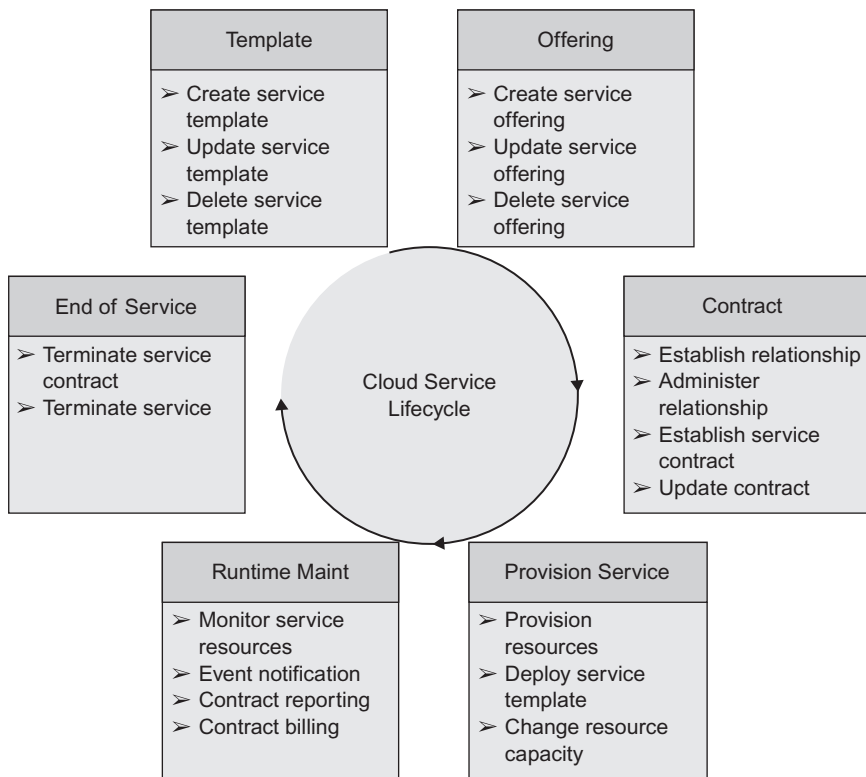 Template
➢ Create service
template
➢ Update service
template
➢ Delete service
template
Offering
➢ Create service
offering
➢ Update service
offering
➢ Delete service
offering
End of Service
➢ Terminate service
contract
➢ Terminate service
Cloud Service
Lifecycle
Contract
➢ Establish relationship
➢ Administer
relationship
➢ Establish service
contract
➢ Update contract
Runtime Maint
➢ Monitor service
resources
➢ Event notification
➢ Contract reporting
➢ Contract billing
Provision Service
➢ Provision
resources
➢ Deploy service
template
➢ Change resource
capacity